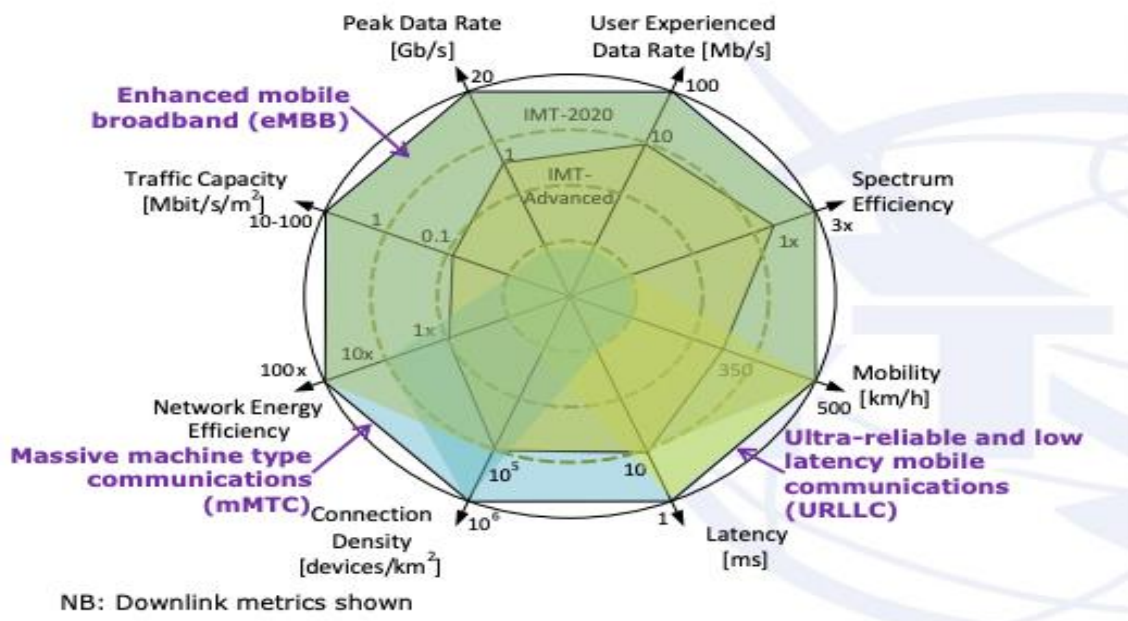 Peak Data Rate
[Gb/s]
User Experienced
Data Rate [Mb/s]
20
100
Enhanced mobile
broadband (eMBB)
IMT-2020
1
10
IMT-
Advanced
Traffic Capacity
[Mbit/s/m²]
10-100
1
0.1
Spectrum
Efficiency
3x
1x
1x
10x
100x
350
Mobility
[km/h]
500
Network Energy
Efficiency
Massive machine type
communications
(mMTC)
Ultra-reliable and low
latency mobile
communications
(URLLC)
10⁵
10
10⁶
1
Connection
Density
[devices/km²]
Latency
[ms]
NB: Downlink metrics shown